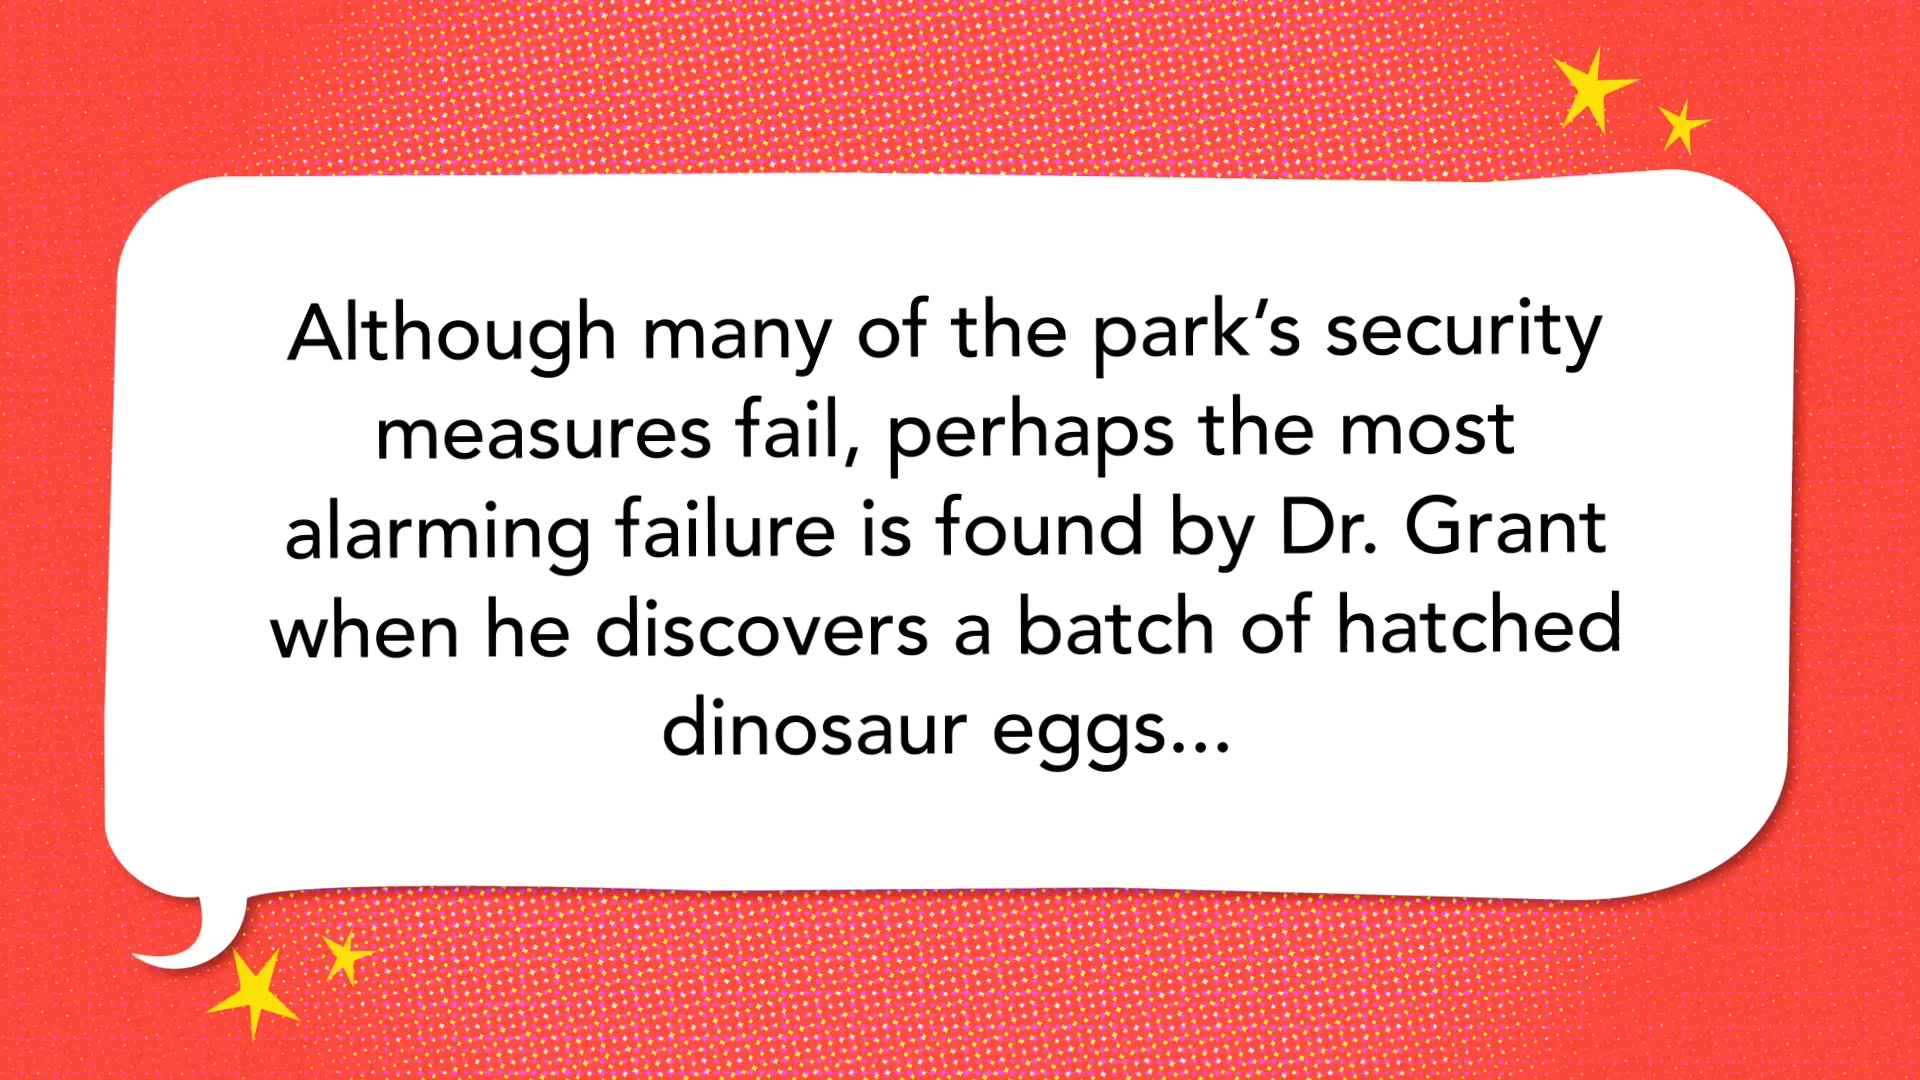 Although many of the park’s security
measures fail, perhaps the most
alarming failure is found by Dr. Grant
when he discovers a batch of hatched
dinosaur eggs...